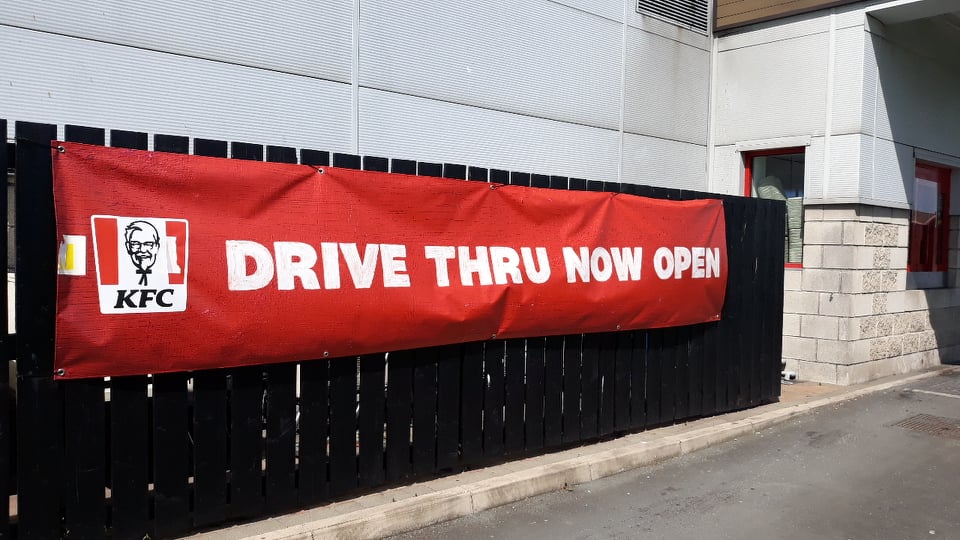 KFC
DRIVE THRU NOW OPEN